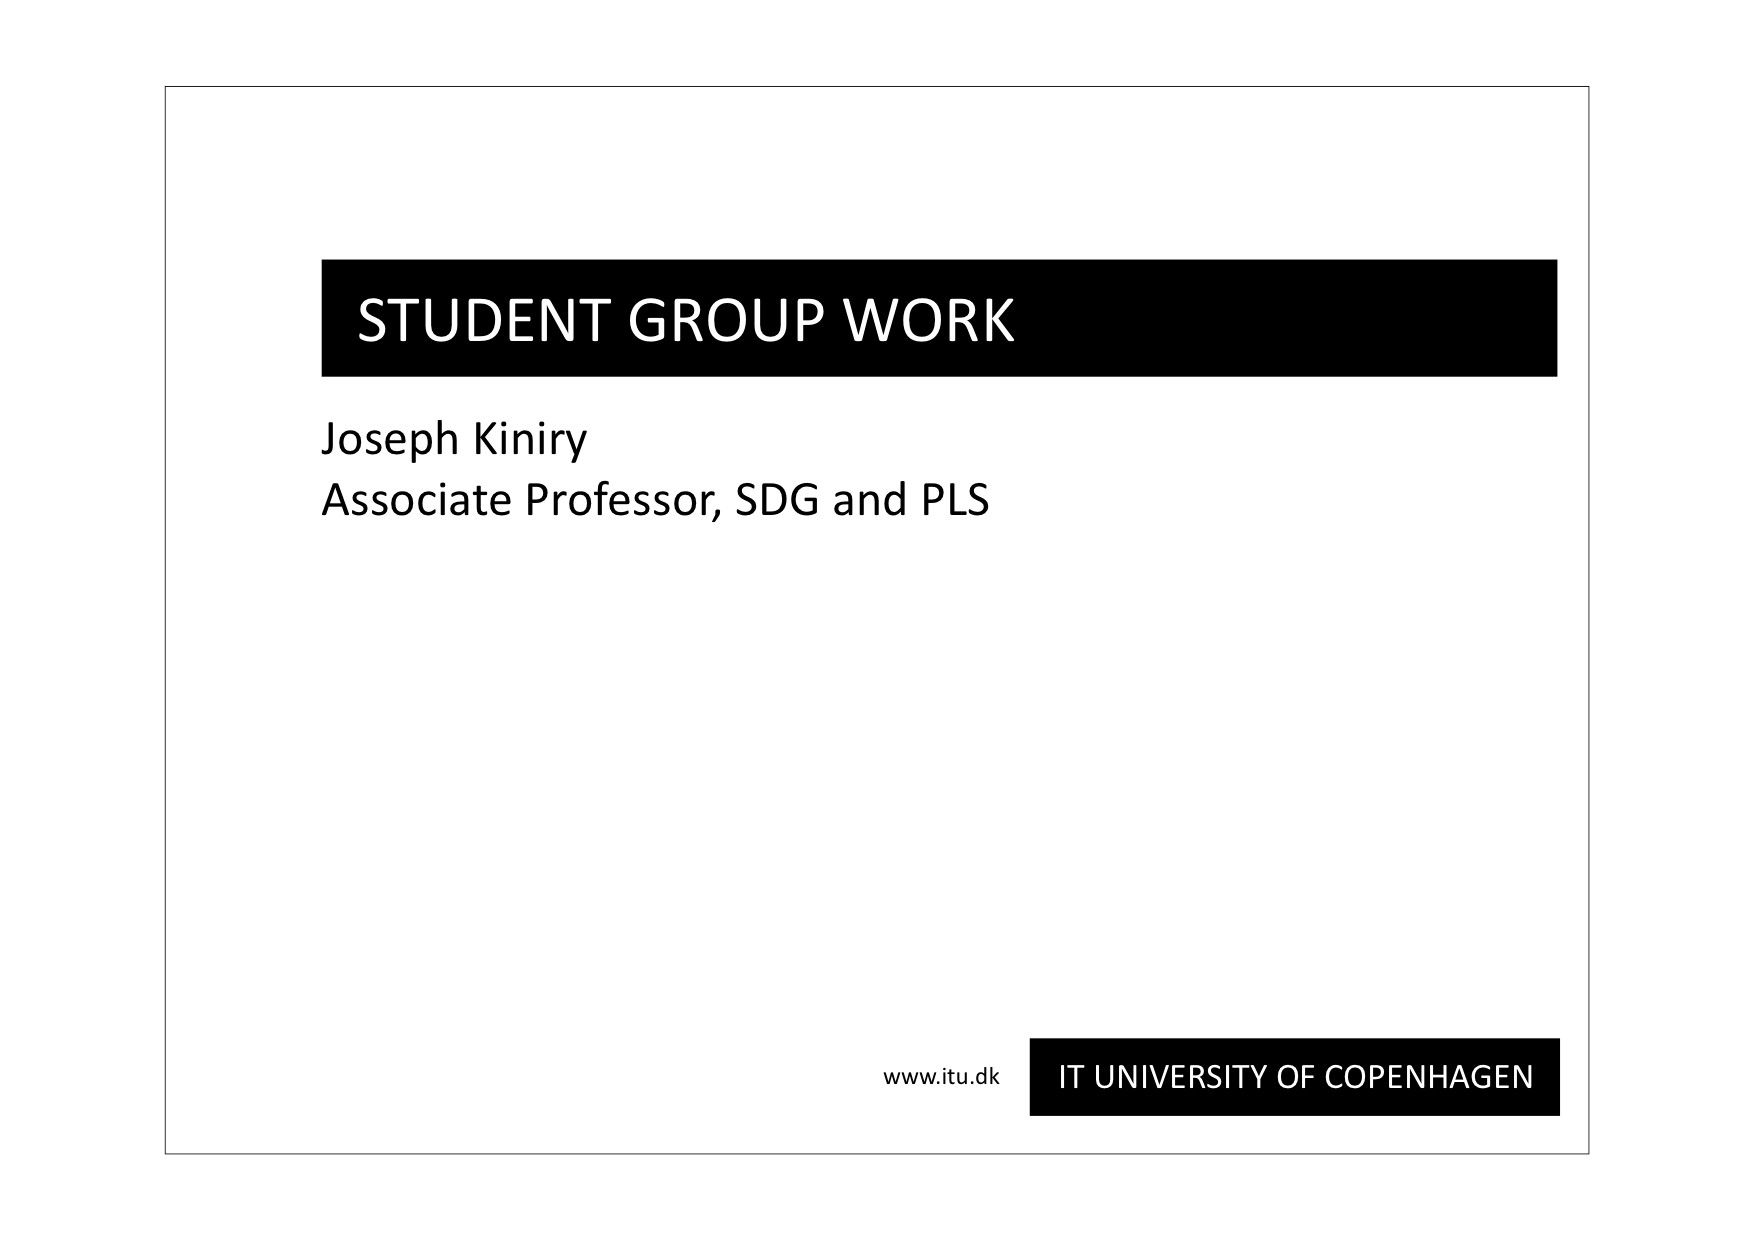 STUDENT GROUP WORK
Joseph Kiniry
Associate Professor, SDG and PLS
www.itu.dk
IT UNIVERSITY OF COPENHAGEN